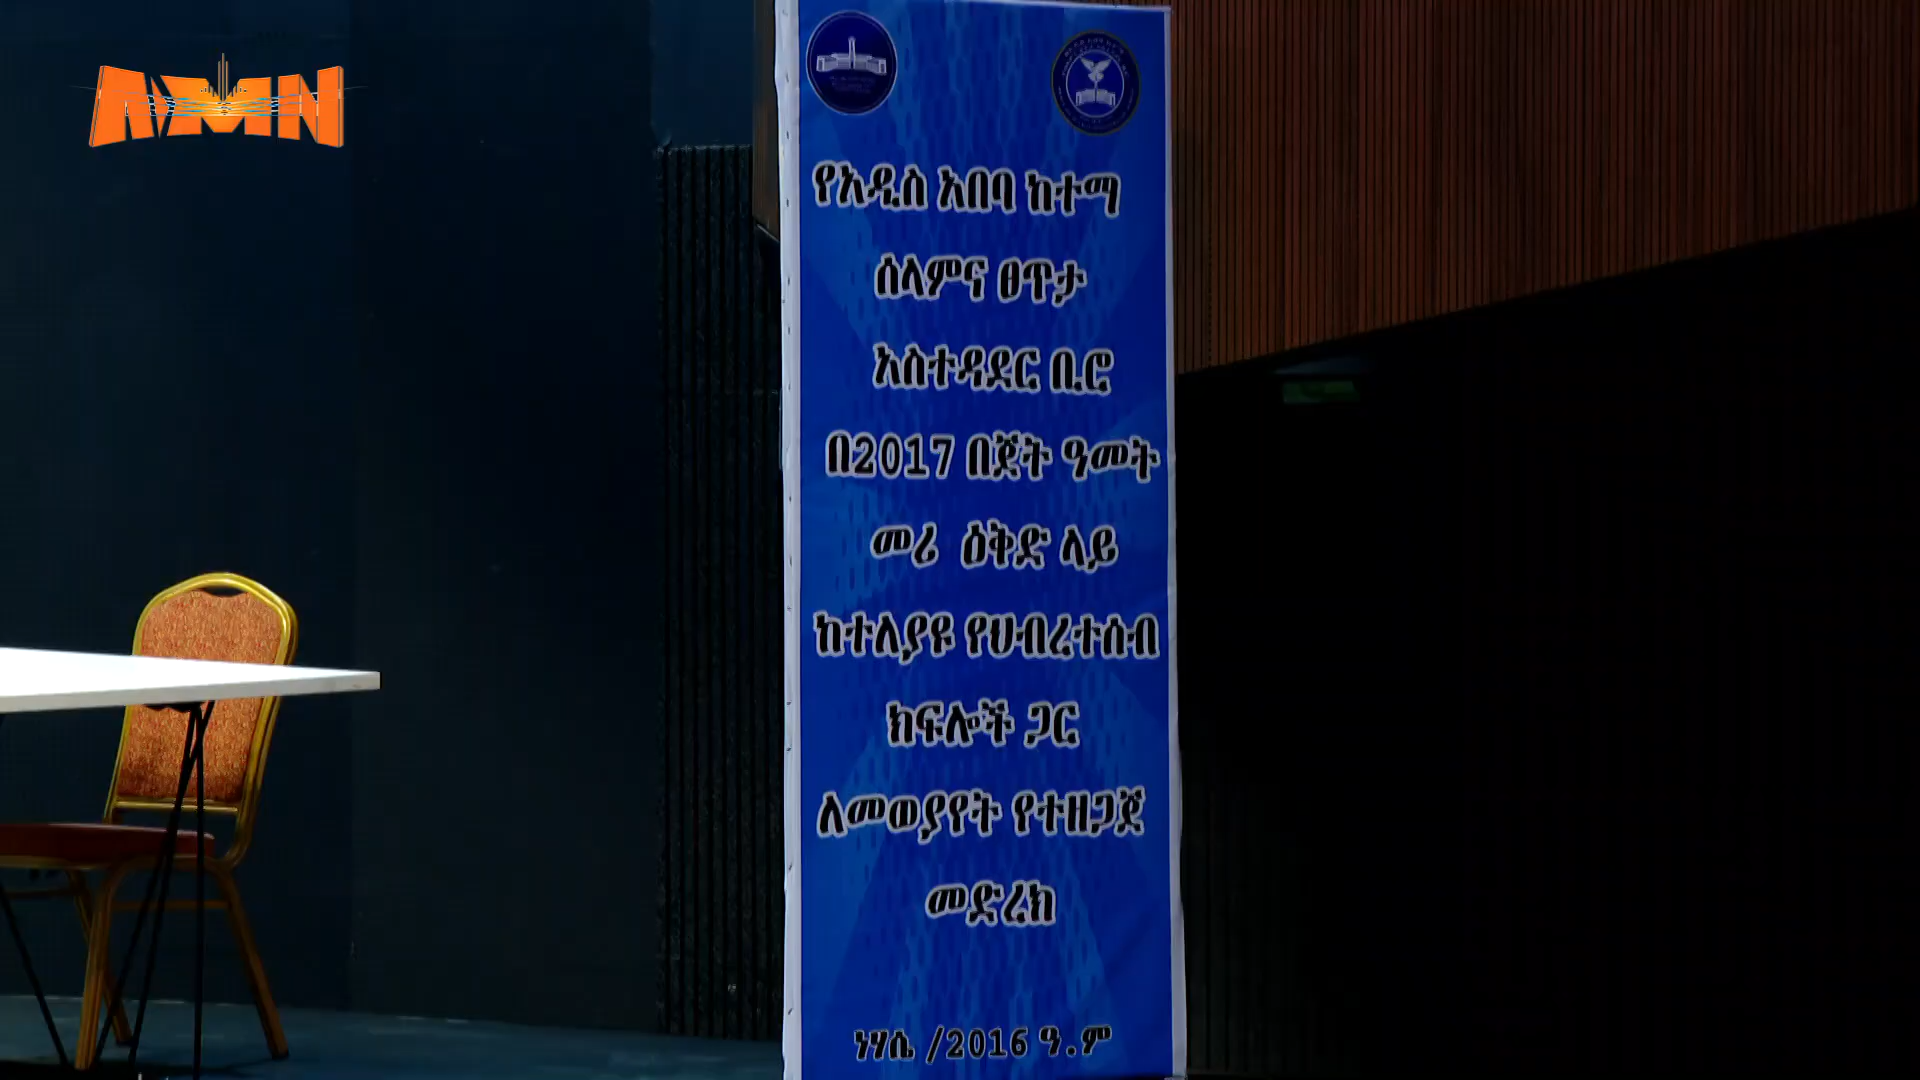 AMN
የአዲስ አበባ ከተማ
ሰላምና ፀጥታ
አስተዳደር ቢሮ
በ2017 በጀት ዓመት
መሪ ዕቅድ ላይ
ከተለያዩ የህብረተሰብ
ክፍሎች ጋር
ለመወያየት የተዘጋጀ
መድረክ
ነሃሴ /2016 ዓ.ም